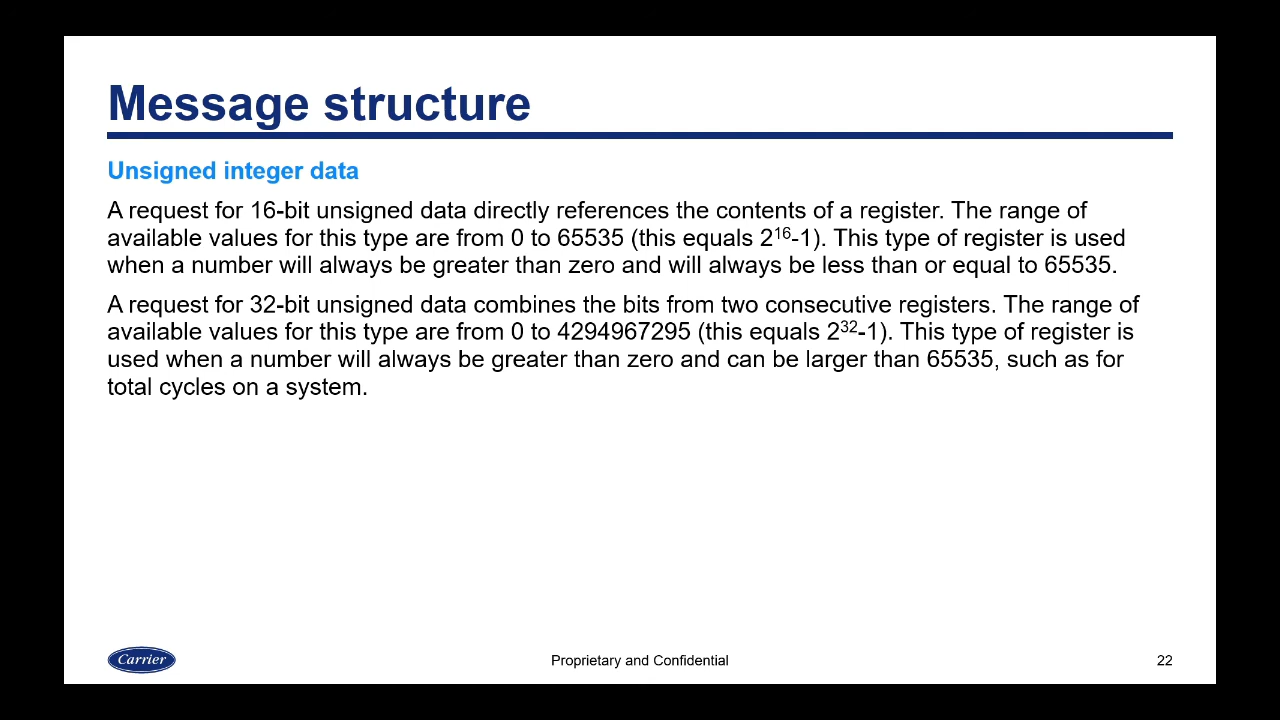 Message structure
Unsigned integer data
A request for 16-bit unsigned data directly references the contents of a register. The range of
available values for this type are from 0 to 65535 (this equals 2¹⁶-1). This type of register is used
when a number will always be greater than zero and will always be less than or equal to 65535.
A request for 32-bit unsigned data combines the bits from two consecutive registers. The range of
available values for this type are from 0 to 4294967295 (this equals 2³²-1). This type of register is
used when a number will always be greater than zero and can be larger than 65535, such as for
total cycles on a system.
Carrier
Proprietary and Confidential
22